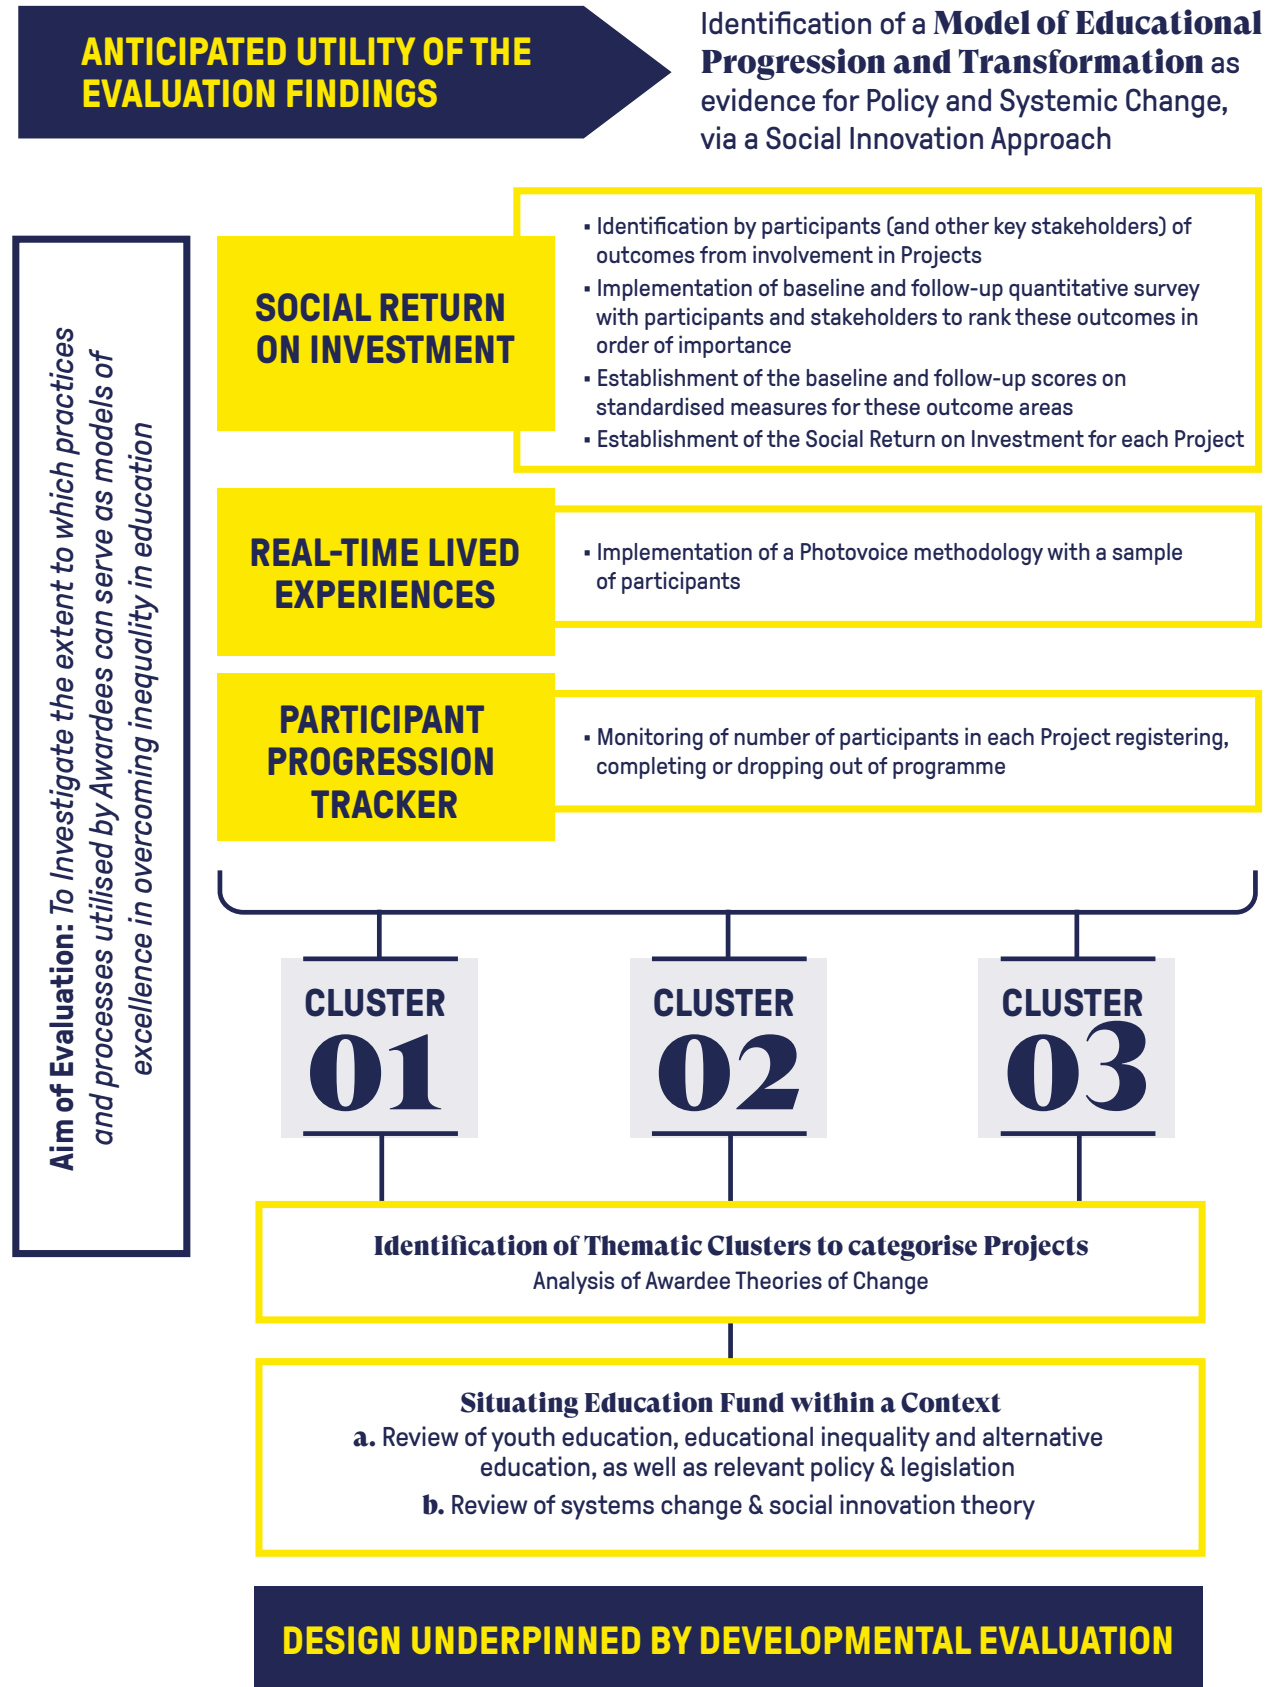 ANTICIPATED UTILITY OF THE
EVALUATION FINDINGS
Identification of a Model of Educational
Progression and Transformation as
evidence for Policy and Systemic Change,
via a Social Innovation Approach
Aim of Evaluation: To Investigate the extent to which practices
and processes utilised by Awardees can serve as models of
excellence in overcoming inequality in education
SOCIAL RETURN
ON INVESTMENT
▪ Identification by participants (and other key stakeholders) of
outcomes from involvement in Projects
▪ Implementation of baseline and follow-up quantitative survey
with participants and stakeholders to rank these outcomes in
order of importance
▪ Establishment of the baseline and follow-up scores on
standardised measures for these outcome areas
▪ Establishment of the Social Return on Investment for each Project
REAL-TIME LIVED
EXPERIENCES
▪ Implementation of a Photovoice methodology with a sample
of participants
PARTICIPANT
PROGRESSION
TRACKER
▪ Monitoring of number of participants in each Project registering,
completing or dropping out of programme
CLUSTER
01
CLUSTER
02
CLUSTER
03
Identification of Thematic Clusters to categorise Projects
Analysis of Awardee Theories of Change
Situating Education Fund within a Context
a. Review of youth education, educational inequality and alternative
education, as well as relevant policy & legislation
b. Review of systems change & social innovation theory
DESIGN UNDERPINNED BY DEVELOPMENTAL EVALUATION